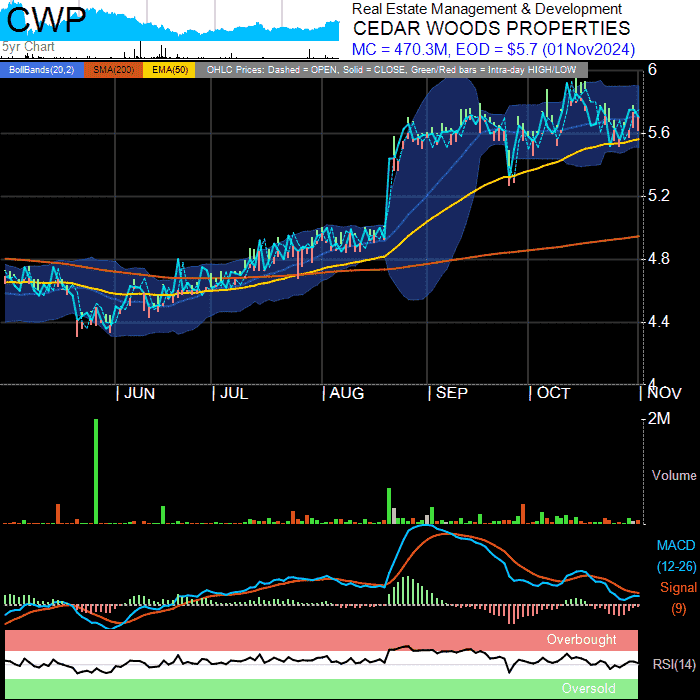 CWP
5yr Chart
Real Estate Management & Development
CEDAR WOODS PROPERTIES
MC = 470.3M, EOD = $5.7 (01Nov2024)
BollBands(20,2) SMA(200) EMA(50) OHLC Prices: Dashed = OPEN, Solid = CLOSE, Green/Red bars = Intra-day HIGH/LOW
6
5.6
5.2
4.8
4.4
4
| JUN | JUL | AUG | SEP | OCT | NOV
2M
Volume
MACD
(12-26)
Signal
(9)
Overbought
RSI(14)
Oversold